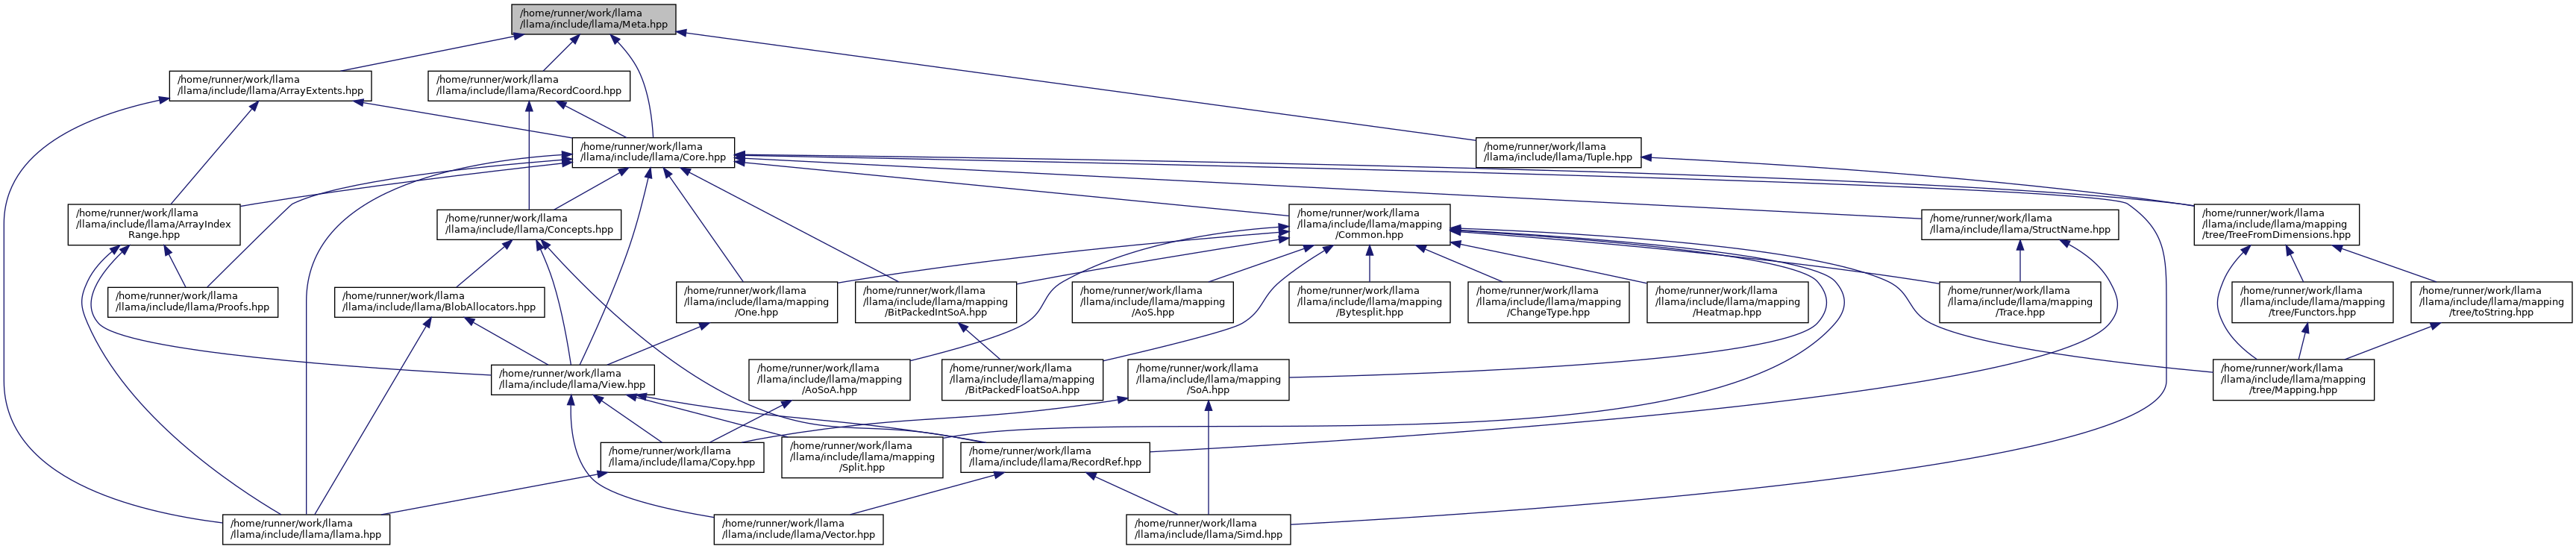 /home/runner/work/llama
/llama/include/llama/Meta.hpp
/home/runner/work/llama
/llama/include/llama/ArrayExtents.hpp
/home/runner/work/llama
/llama/include/llama/RecordCoord.hpp
/home/runner/work/llama
/llama/include/llama/Core.hpp
/home/runner/work/llama
/llama/include/llama/Tuple.hpp
/home/runner/work/llama
/llama/include/llama/ArrayIndex
Range.hpp
/home/runner/work/llama
/llama/include/llama/Concepts.hpp
/home/runner/work/llama
/llama/include/llama/mapping
/Common.hpp
/home/runner/work/llama
/llama/include/llama/StructName.hpp
/home/runner/work/llama
/llama/include/llama/mapping
/tree/TreeFromDimensions.hpp
/home/runner/work/llama
/llama/include/llama/Proofs.hpp
/home/runner/work/llama
/llama/include/llama/BlobAllocators.hpp
/home/runner/work/llama
/llama/include/llama/mapping
/One.hpp
/home/runner/work/llama
/llama/include/llama/mapping
/BitPackedIntSoA.hpp
/home/runner/work/llama
/llama/include/llama/mapping
/AoS.hpp
/home/runner/work/llama
/llama/include/llama/mapping
/Bytesplit.hpp
/home/runner/work/llama
/llama/include/llama/mapping
/ChangeType.hpp
/home/runner/work/llama
/llama/include/llama/mapping
/Heatmap.hpp
/home/runner/work/llama
/llama/include/llama/mapping
/Trace.hpp
/home/runner/work/llama
/llama/include/llama/mapping
/tree/Functors.hpp
/home/runner/work/llama
/llama/include/llama/mapping
/tree/toString.hpp
/home/runner/work/llama
/llama/include/llama/View.hpp
/home/runner/work/llama
/llama/include/llama/mapping
/AoSoA.hpp
/home/runner/work/llama
/llama/include/llama/mapping
/BitPackedFloatSoA.hpp
/home/runner/work/llama
/llama/include/llama/mapping
/SoA.hpp
/home/runner/work/llama
/llama/include/llama/mapping
/tree/Mapping.hpp
/home/runner/work/llama
/llama/include/llama/Copy.hpp
/home/runner/work/llama
/llama/include/llama/mapping
/Split.hpp
/home/runner/work/llama
/llama/include/llama/RecordRef.hpp
/home/runner/work/llama
/llama/include/llama/llama.hpp
/home/runner/work/llama
/llama/include/llama/Vector.hpp
/home/runner/work/llama
/llama/include/llama/Simd.hpp